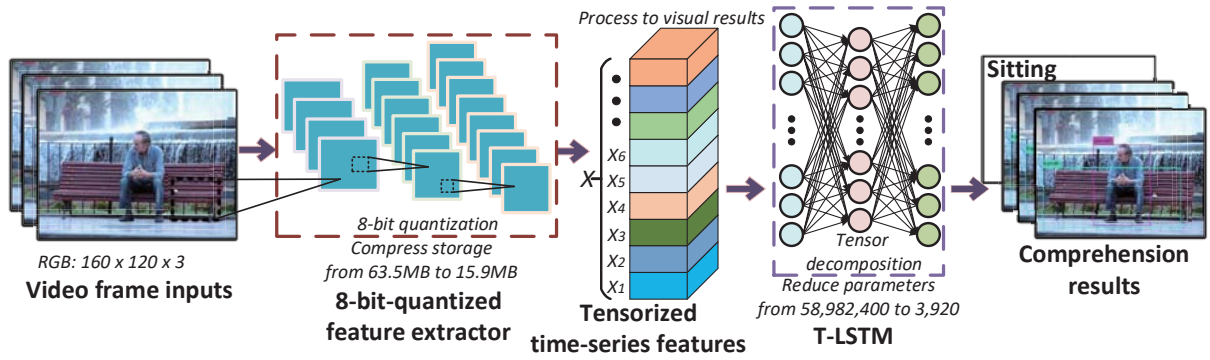 RGB: 160 x 120 x 3
Video frame inputs
8-bit quantization
Compress storage
from 63.5MB to 15.9MB
8-bit-quantized
feature extractor
Process to visual results
X
X6
X5
X4
X3
X2
X1
Tensorized
time-series features
Tensor
decomposition
Reduce parameters
from 58,982,400 to 3,920
T-LSTM
Sitting
Comprehension
results